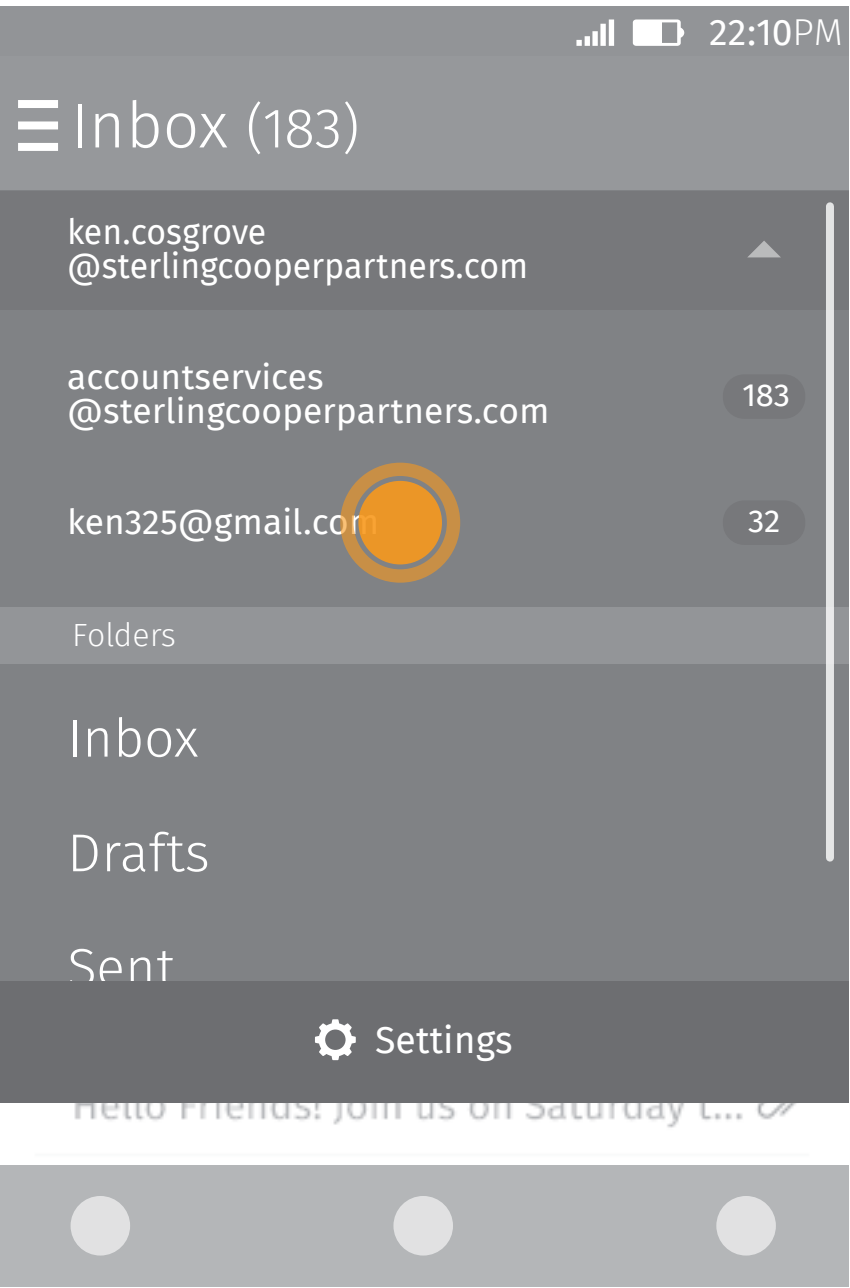 22:10PM
Inbox (183)
ken.cosgrove
@sterlingcooperpartners.com
accountservices
@sterlingcooperpartners.com
183
ken325@gmail.com
32
Folders
Inbox
Drafts
Sent
Settings
Hello Friends! Join us on Saturday t...